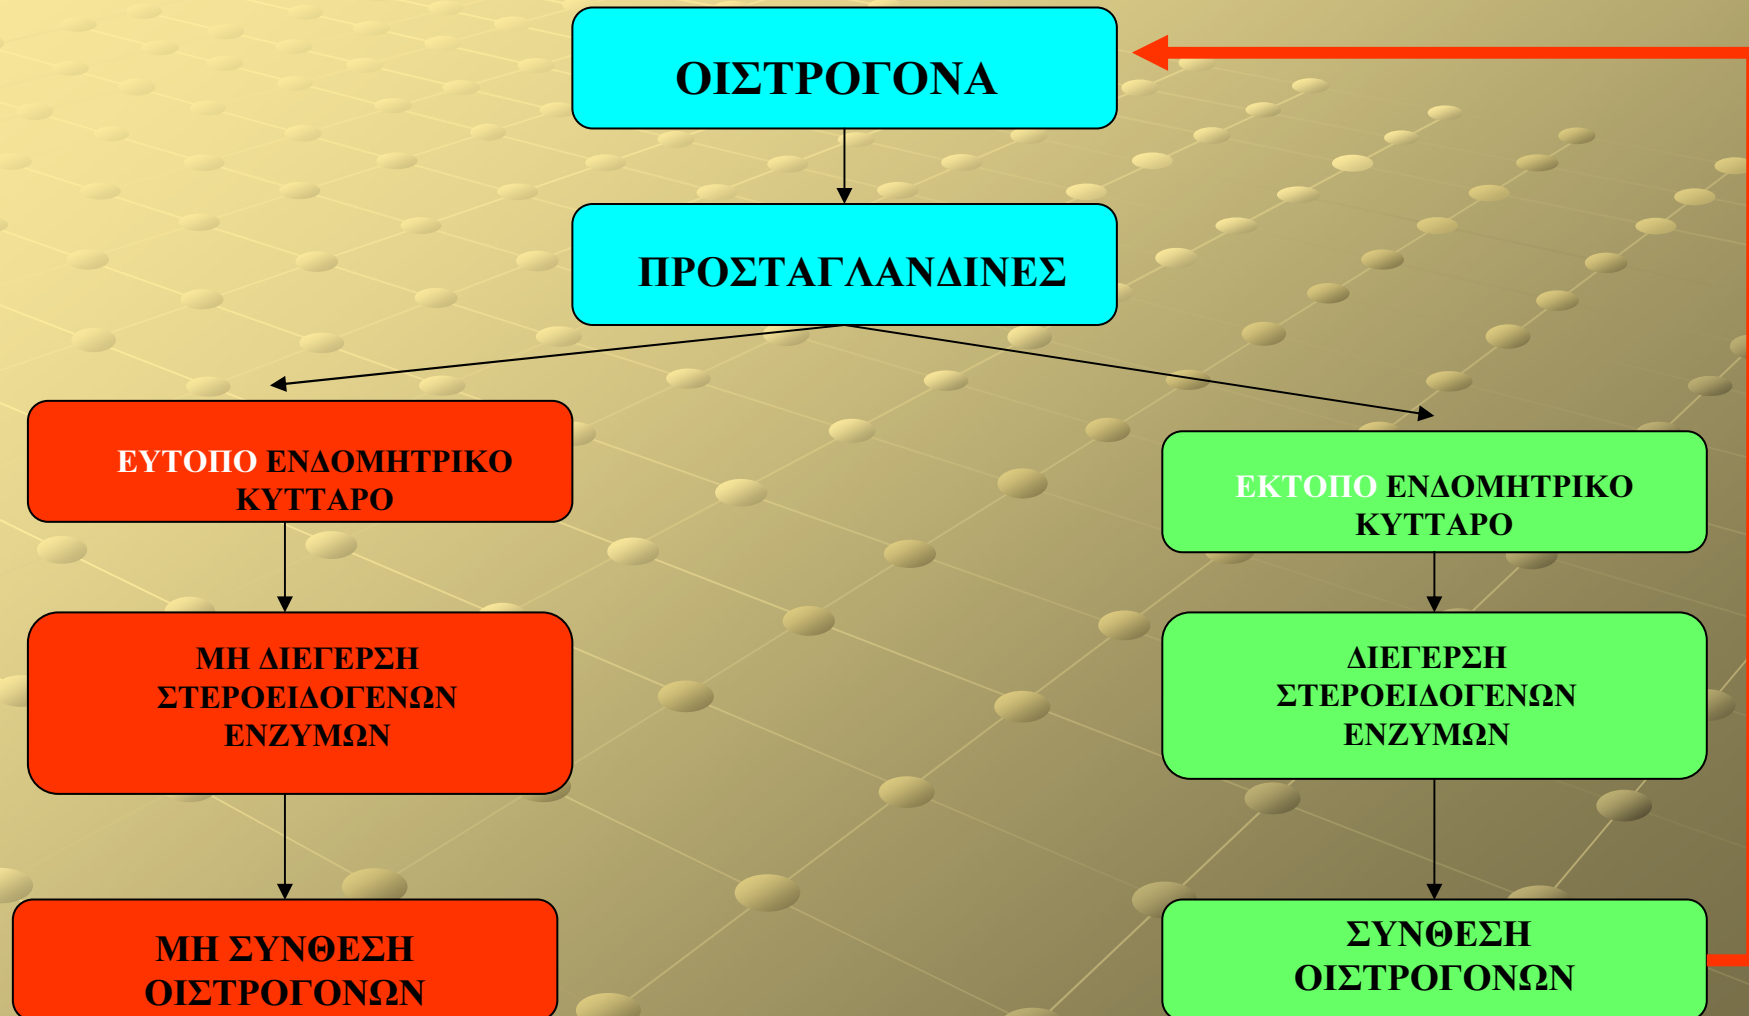 ΟΙΣΤΡΟΓΟΝΑ
ΠΡΟΣΤΑΓΛΑΝΔΙΝΕΣ
ΕΥΤΟΠΟ ΕΝΔΟΜΗΤΡΙΚΟ
ΚΥΤΤΑΡΟ
ΕΚΤΟΠΟ ΕΝΔΟΜΗΤΡΙΚΟ
ΚΥΤΤΑΡΟ
ΜΗ ΔΙΕΓΕΡΣΗ
ΣΤΕΡΟΕΙΔΟΓΕΝΩΝ
ΕΝΖΥΜΩΝ
ΔΙΕΓΕΡΣΗ
ΣΤΕΡΟΕΙΔΟΓΕΝΩΝ
ΕΝΖΥΜΩΝ
ΜΗ ΣΥΝΘΕΣΗ
ΟΙΣΤΡΟΓΟΝΩΝ
ΣΥΝΘΕΣΗ
ΟΙΣΤΡΟΓΟΝΩΝ